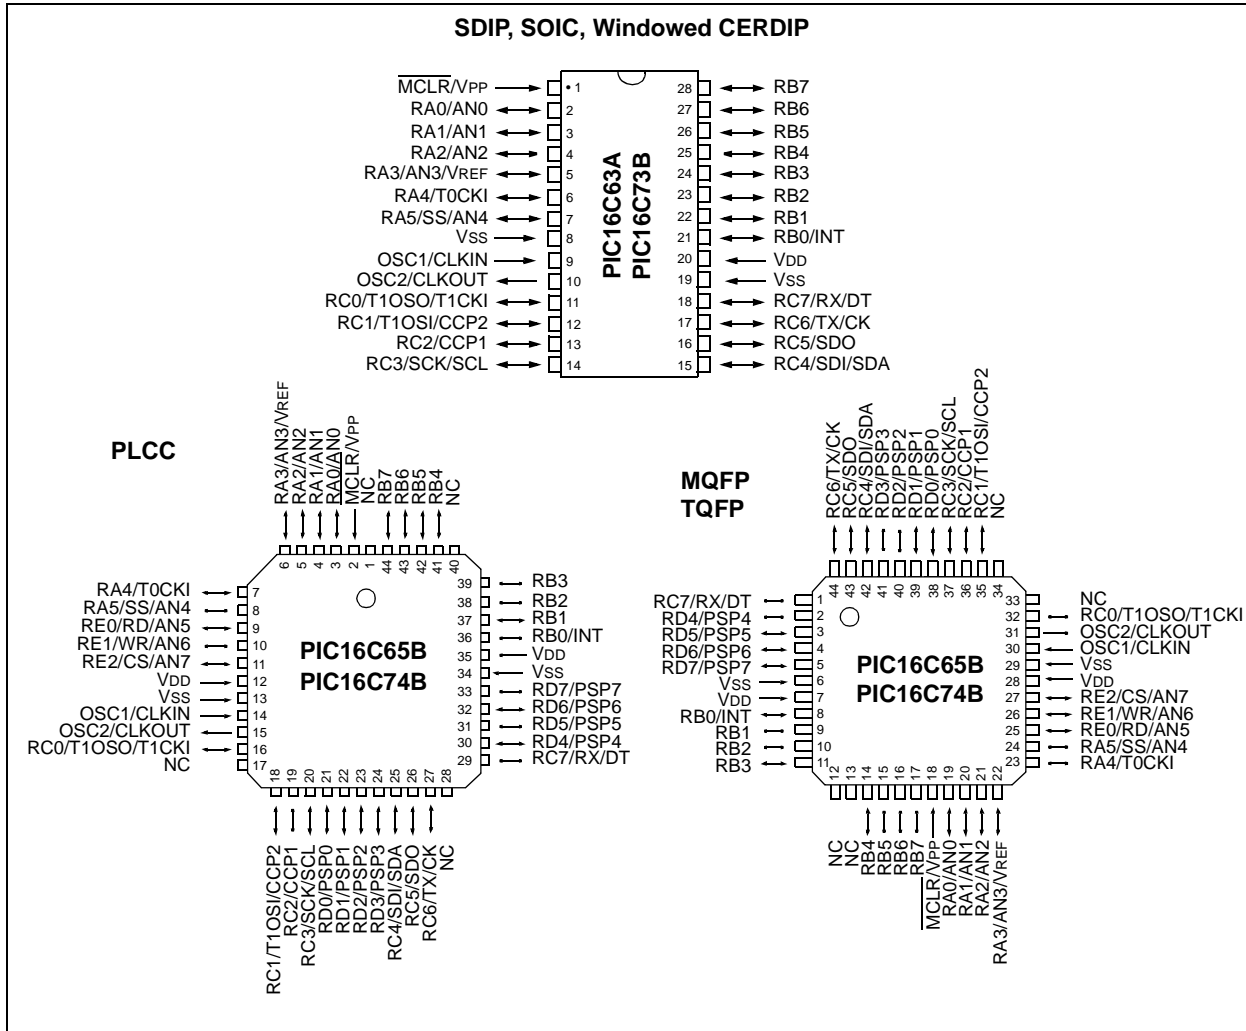 SDIP, SOIC, Windowed CERDIP
MCLR/VPP
RA0/AN0
RA1/AN1
RA2/AN2
RA3/AN3/VREF
RA4/T0CKI
RA5/SS/AN4
VSS
OSC1/CLKIN
OSC2/CLKOUT
RC0/T1OSO/T1CKI
RC1/T1OSI/CCP2
RC2/CCP1
RC3/SCK/SCL
• 1
2
3
4
5
6
7
8
9
10
11
12
13
14
PIC16C63A
PIC16C73B
28
27
26
25
24
23
22
21
20
19
18
17
16
15
RB7
RB6
RB5
RB4
RB3
RB2
RB1
RB0/INT
VDD
VSS
RC7/RX/DT
RC6/TX/CK
RC5/SDO
RC4/SDI/SDA
PLCC
RA3/AN3/VREF
RA2/AN2
RA1/AN1
RA0/AN0
MCLR/VPP
NC
RB7
RB6
RB5
RB4
NC
6
5
4
3
2
1
44
43
42
41
40
RA4/T0CKI
RA5/SS/AN4
RE0/RD/AN5
RE1/WR/AN6
RE2/CS/AN7
VDD
VSS
OSC1/CLKIN
OSC2/CLKOUT
RC0/T1OSO/T1CKI
NC
7
8
9
10
11
12
13
14
15
16
17
PIC16C65B
PIC16C74B
39
38
37
36
35
34
33
32
31
30
29
RB3
RB2
RB1
RB0/INT
VDD
VSS
RD7/PSP7
RD6/PSP6
RD5/PSP5
RD4/PSP4
RC7/RX/DT
18
19
20
21
22
23
24
25
26
27
28
RC1/T1OSI/CCP2
RC2/CCP1
RC3/SCK/SCL
RD0/PSP0
RD1/PSP1
RD2/PSP2
RD3/PSP3
RC4/SDI/SDA
RC5/SDO
RC6/TX/CK
NC
MQFP
TQFP
RC6/TX/CK
RC5/SDO
RC4/SDI/SDA
RD3/PSP3
RD2/PSP2
RD1/PSP1
RD0/PSP0
RC3/SCK/SCL
RC2/CCP1
RC1/T1OSI/CCP2
NC
44
43
42
41
40
39
38
37
36
35
34
RC7/RX/DT
RD4/PSP4
RD5/PSP5
RD6/PSP6
RD7/PSP7
VSS
VDD
RB0/INT
RB1
RB2
RB3
1
2
3
4
5
6
7
8
9
10
11
PIC16C65B
PIC16C74B
33
32
31
30
29
28
27
26
25
24
23
NC
RC0/T1OSO/T1CKI
OSC2/CLKOUT
OSC1/CLKIN
VSS
VDD
RE2/CS/AN7
RE1/WR/AN6
RE0/RD/AN5
RA5/SS/AN4
RA4/T0CKI
12
13
14
15
16
17
18
19
20
21
22
NC
NC
RB4
RB5
RB6
RB7
MCLR/VPP
RA0/AN0
RA1/AN1
RA2/AN2
RA3/AN3/VREF